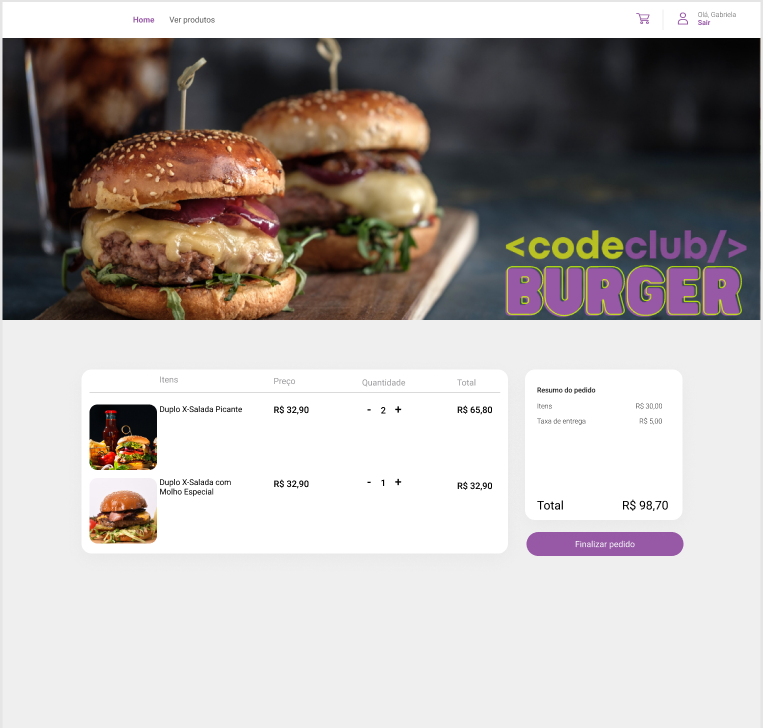 Home Ver produtos
Olá, Gabriela
Sair
<codeclub/>
BURGER
Itens Preço Quantidade Total
Duplo X-Salada Picante R$ 32,90 - 2 + R$ 65,80
Duplo X-Salada com
Molho Especial
R$ 32,90 - 1 + R$ 32,90
Resumo do pedido
Itens R$ 30,00
Taxa de entrega R$ 5,00
Total R$ 98,70
Finalizar pedido